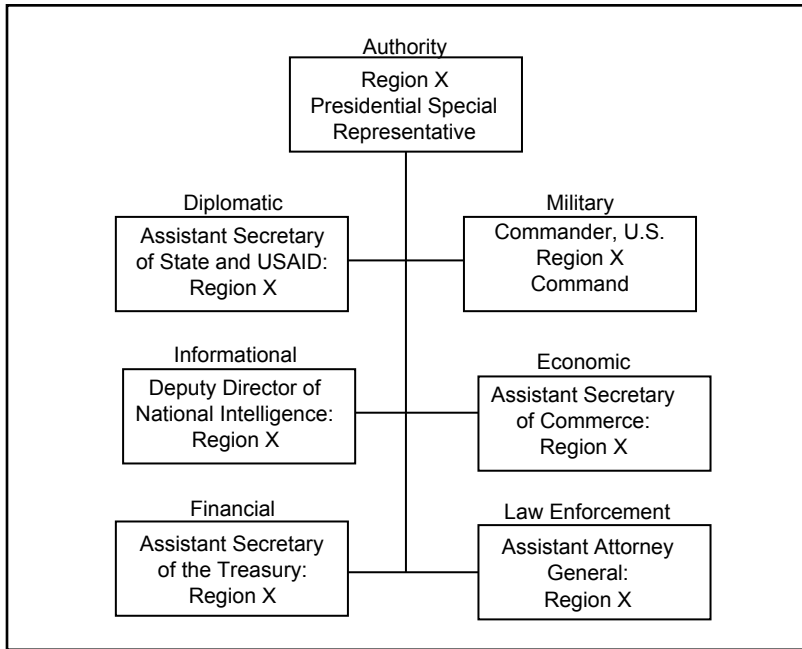 Authority
Region X
Presidential Special
Representative
Diplomatic
Assistant Secretary
of State and USAID:
Region X
Military
Commander, U.S.
Region X
Command
Informational
Deputy Director of
National Intelligence:
Region X
Economic
Assistant Secretary
of Commerce:
Region X
Financial
Assistant Secretary
of the Treasury:
Region X
Law Enforcement
Assistant Attorney
General:
Region X